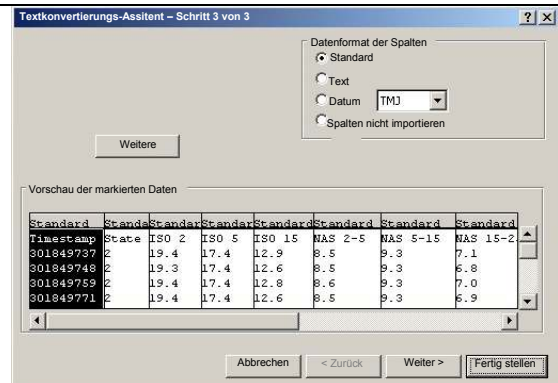 Textkonvertierungs-Assitent – Schritt 3 von 3
Datenformat der Spalten
Standard
Text
Datum TMJ
Spalten nicht importieren
Weitere
Vorschau der markierten Daten
Standard Standa Standar Standar Standard Standard Standard Standard
Timestamp State ISO 2 ISO 5 ISO 15 NAS 2-5 NAS 5-15 NAS 15-2
301849737 2 19.4 17.4 12.9 8.5 9.3 7.1
301849748 2 19.3 17.4 12.6 8.5 9.3 6.8
301849759 2 19.4 17.4 12.8 8.6 9.3 7.0
301849771 2 19.4 17.4 12.6 8.5 9.3 6.9
Abbrechen < Zurück Weiter > Fertig stellen